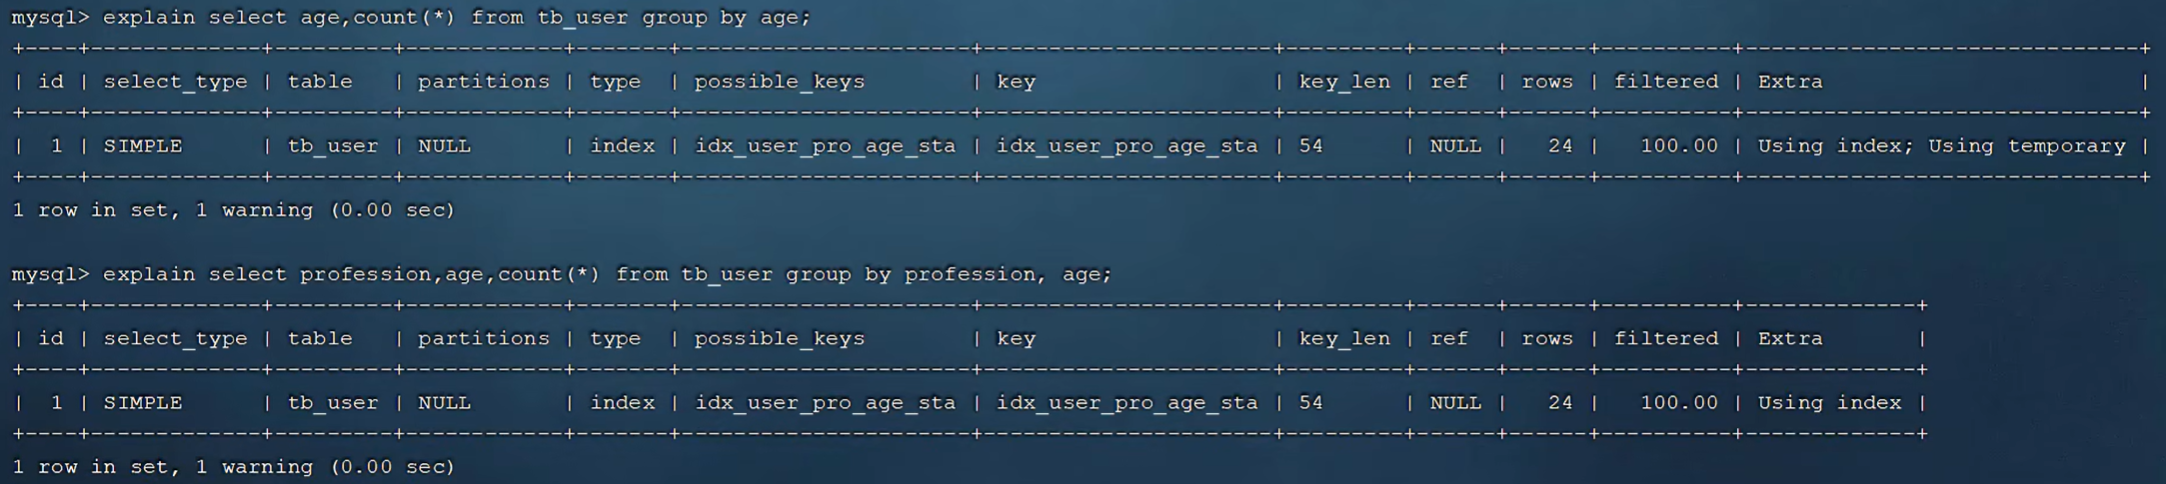 mysql> explain select age,count(*) from tb_user group by age;
+----+-------------+---------+------------+-------+----------------------+----------------------+---------+------+------+----------+------------------------------+
| id | select_type | table   | partitions | type  | possible_keys        | key                  | key_len | ref  | rows | filtered | Extra                        |
+----+-------------+---------+------------+-------+----------------------+----------------------+---------+------+------+----------+------------------------------+
|  1 | SIMPLE      | tb_user | NULL       | index | idx_user_pro_age_sta | idx_user_pro_age_sta | 54      | NULL |   24 |   100.00 | Using index; Using temporary |
+----+-------------+---------+------------+-------+----------------------+----------------------+---------+------+------+----------+------------------------------+
1 row in set, 1 warning (0.00 sec)
mysql> explain select profession,age,count(*) from tb_user group by profession, age;
+----+-------------+---------+------------+-------+----------------------+----------------------+---------+------+------+----------+-------------+
| id | select_type | table   | partitions | type  | possible_keys        | key                  | key_len | ref  | rows | filtered | Extra       |
+----+-------------+---------+------------+-------+----------------------+----------------------+---------+------+------+----------+-------------+
|  1 | SIMPLE      | tb_user | NULL       | index | idx_user_pro_age_sta | idx_user_pro_age_sta | 54      | NULL |   24 |   100.00 | Using index |
+----+-------------+---------+------------+-------+----------------------+----------------------+---------+------+------+----------+-------------+
1 row in set, 1 warning (0.00 sec)